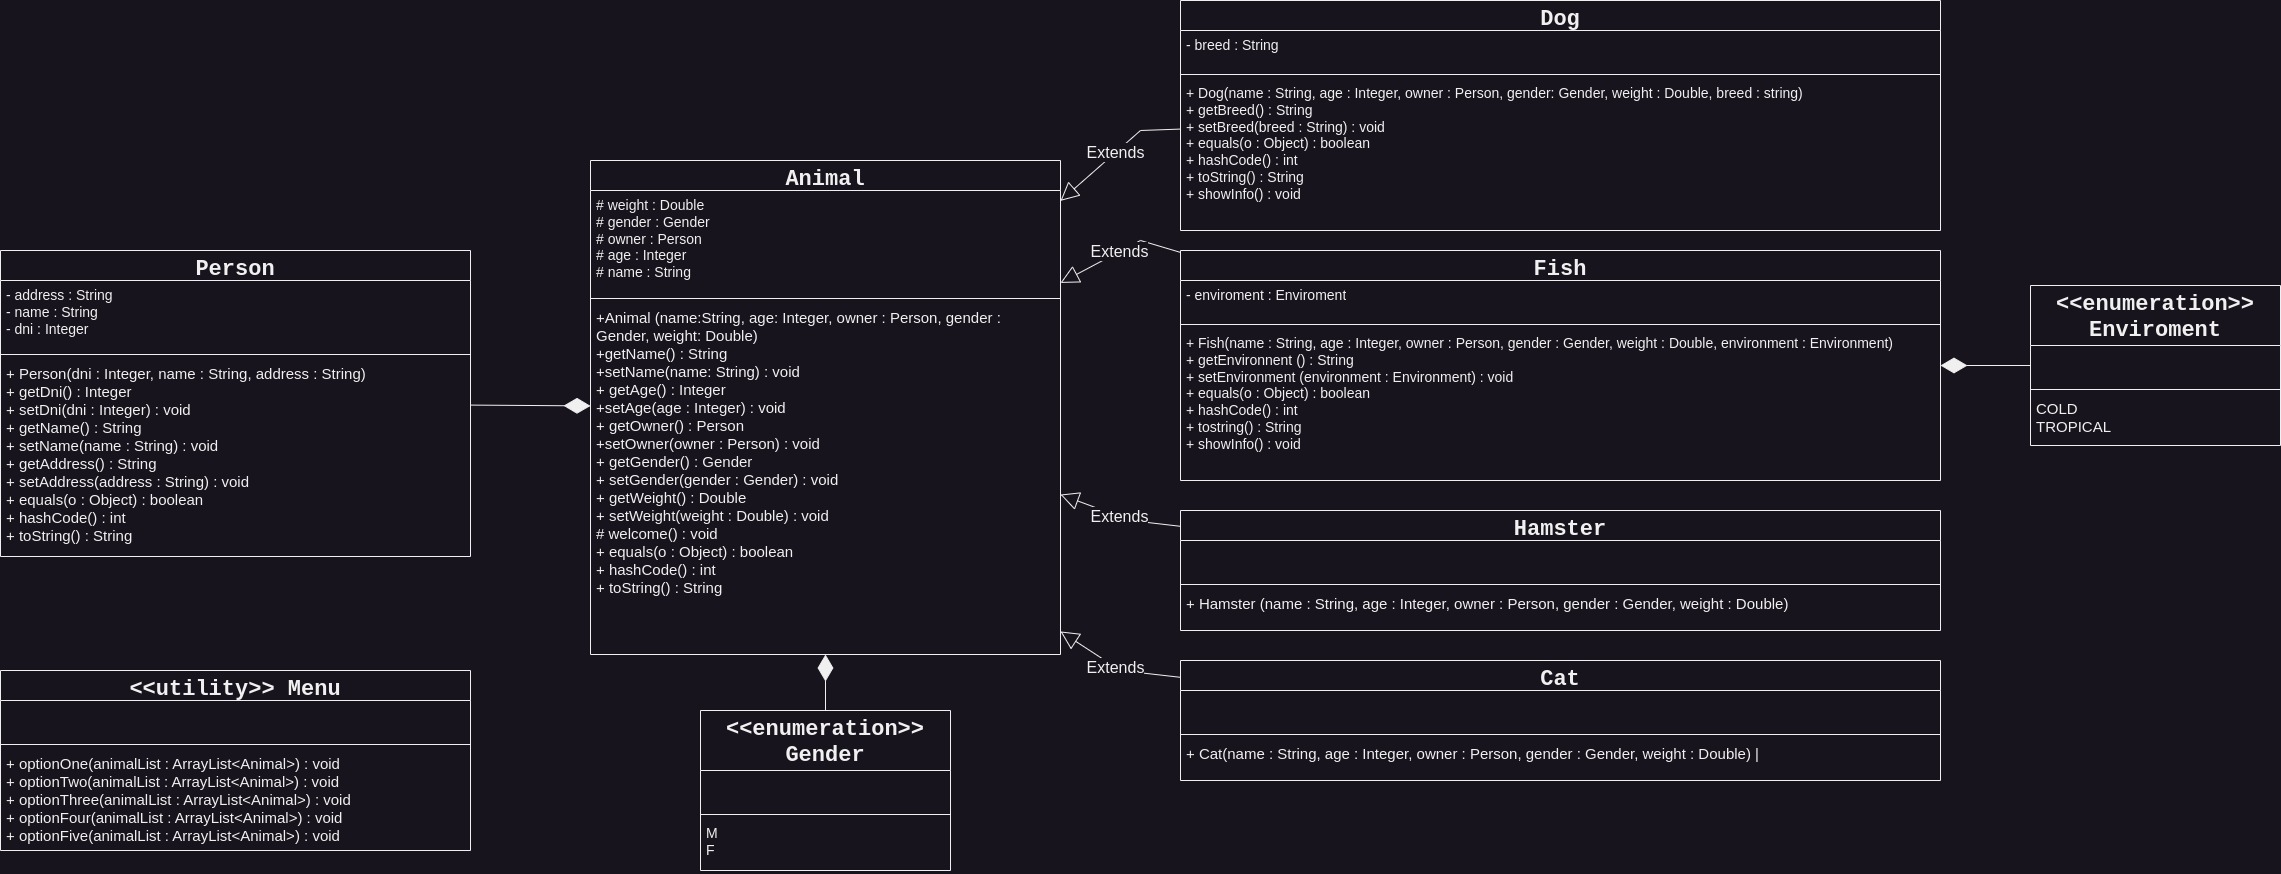 Person
- address : String
- name : String
- dni : Integer
+ Person(dni : Integer, name : String, address : String)
+ getDni() : Integer
+ setDni(dni : Integer) : void
+ getName() : String
+ setName(name : String) : void
+ getAddress() : String
+ setAddress(address : String) : void
+ equals(o : Object) : boolean
+ hashCode() : int
+ toString() : String
<<utility>> Menu
+ optionOne(animalList : ArrayList<Animal>) : void
+ optionTwo(animalList : ArrayList<Animal>) : void
+ optionThree(animalList : ArrayList<Animal>) : void
+ optionFour(animalList : ArrayList<Animal>) : void
+ optionFive(animalList : ArrayList<Animal>) : void
Animal
# weight : Double
# gender : Gender
# owner : Person
# age : Integer
# name : String
+Animal (name:String, age: Integer, owner : Person, gender :
Gender, weight: Double)
+getName() : String
+setName(name: String) : void
+ getAge() : Integer
+setAge(age : Integer) : void
+ getOwner() : Person
+setOwner(owner : Person) : void
+ getGender() : Gender
+ setGender(gender : Gender) : void
+ getWeight() : Double
+ setWeight(weight : Double) : void
# welcome() : void
+ equals(o : Object) : boolean
+ hashCode() : int
+ toString() : String
<<enumeration>>
Gender
M
F
Extends
Extends
Extends
Extends
Dog
- breed : String
+ Dog(name : String, age : Integer, owner : Person, gender: Gender, weight : Double, breed : string)
+ getBreed() : String
+ setBreed(breed : String) : void
+ equals(o : Object) : boolean
+ hashCode() : int
+ toString() : String
+ showInfo() : void
Fish
- enviroment : Enviroment
+ Fish(name : String, age : Integer, owner : Person, gender : Gender, weight : Double, environment : Environment)
+ getEnvironnent () : String
+ setEnvironment (environment : Environment) : void
+ equals(o : Object) : boolean
+ hashCode() : int
+ tostring() : String
+ showInfo() : void
Hamster
+ Hamster (name : String, age : Integer, owner : Person, gender : Gender, weight : Double)
Cat
+ Cat(name : String, age : Integer, owner : Person, gender : Gender, weight : Double) |
<<enumeration>>
Enviroment
COLD
TROPICAL